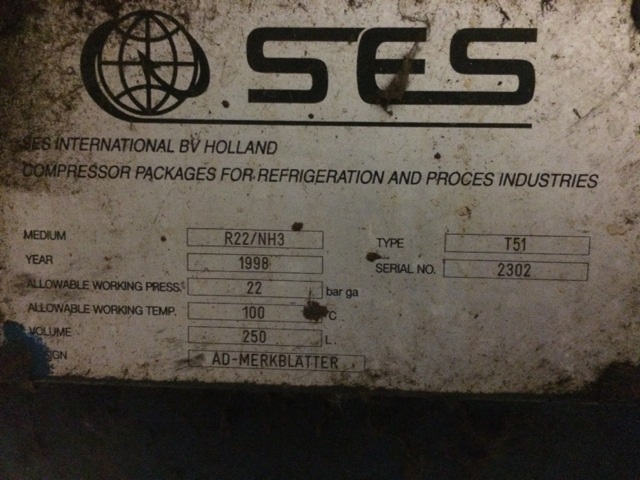 SES
SES INTERNATIONAL BV HOLLAND
COMPRESSOR PACKAGES FOR REFRIGERATION AND PROCES INDUSTRIES
MEDIUM R22/NH3 TYPE T51
YEAR 1998 SERIAL NO. 2302
ALLOWABLE WORKING PRESS. 22 bar ga
ALLOWABLE WORKING TEMP. 100 °C
VOLUME 250 L.
AD-MERKBLATTER